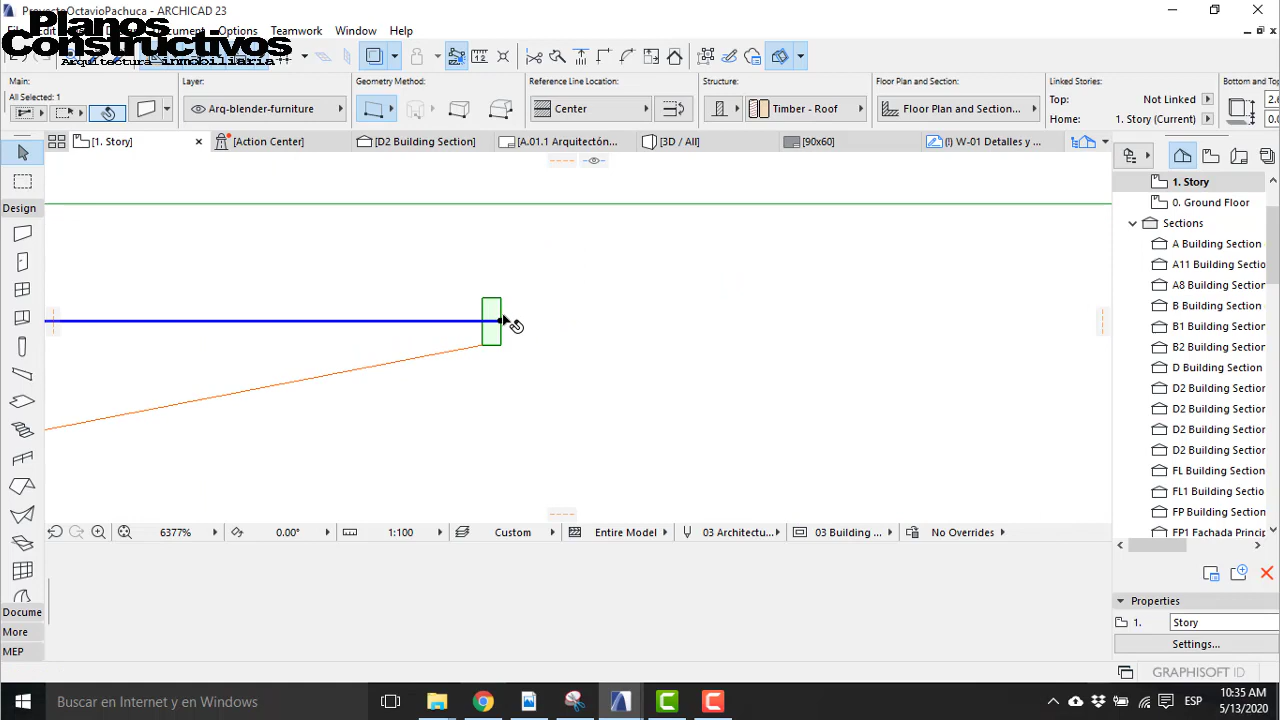 ProyectoOctavioPachuca - ARCHICAD 23
Planos
Constructivos
Arquitectura inmobiliaria
Document Options Teamwork Window Help
Main:
All Selected: 1
Layer:
Arq-blender-furniture
Geometry Method:
Reference Line Location:
Center
Structure:
Timber - Roof
Floor Plan and Section:
Floor Plan and Section...
Linked Stories:
Top: Not Linked
Home: 1. Story (Current)
Bottom and Top
[1. Story]
[Action Center]
[D2 Building Section]
[A.01.1 Arquitectón...
[3D / All]
[90x60]
(!) W-01 Detalles y ...
Design
1. Story
0. Ground Floor
Sections
A Building Section
A11 Building Sectio
A8 Building Section
B Building Section
B1 Building Section
B2 Building Section
D Building Section
D2 Building Section
D2 Building Section
D2 Building Section
D2 Building Section
FL Building Section
FL1 Building Section
FP Building Section
FP1 Fachada Princip
6377%
0.00°
1:100
Custom
Entire Model
03 Architectu...
03 Building ...
No Overrides
Docume
More
MEP
Properties
1. Story
Settings...
GRAPHISOFT ID
Buscar en Internet y en Windows
ESP
10:35 AM
5/13/2020